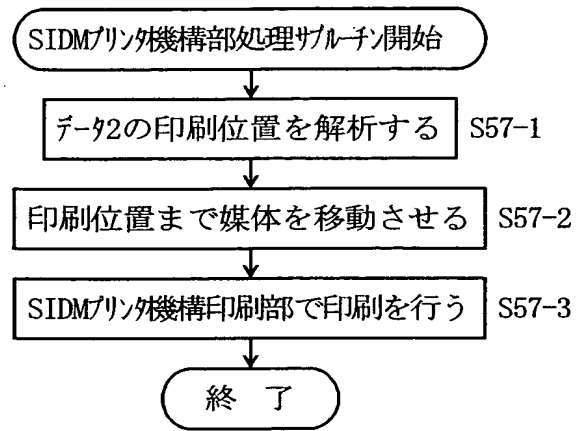 SIDMプリンタ機構部処理サブルーチン開始
データ2の印刷位置を解析する S57-1
印刷位置まで媒体を移動させる S57-2
SIDMプリンタ機構印刷部で印刷を行う S57-3
終 了